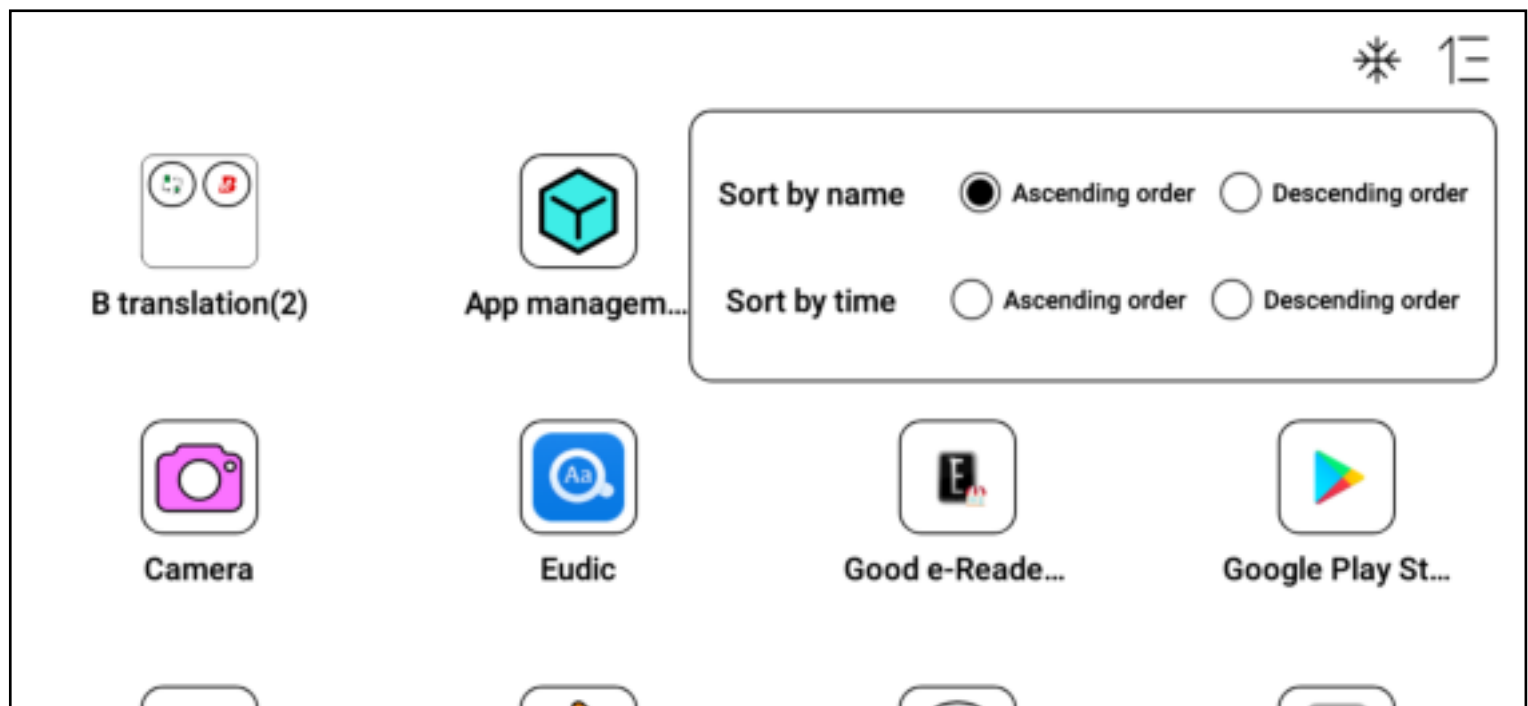 Sort by name Ascending order Descending order
B translation(2) App managem... Sort by time Ascending order Descending order
Aa E
Camera Eudic Good e-Reade... Google Play St...